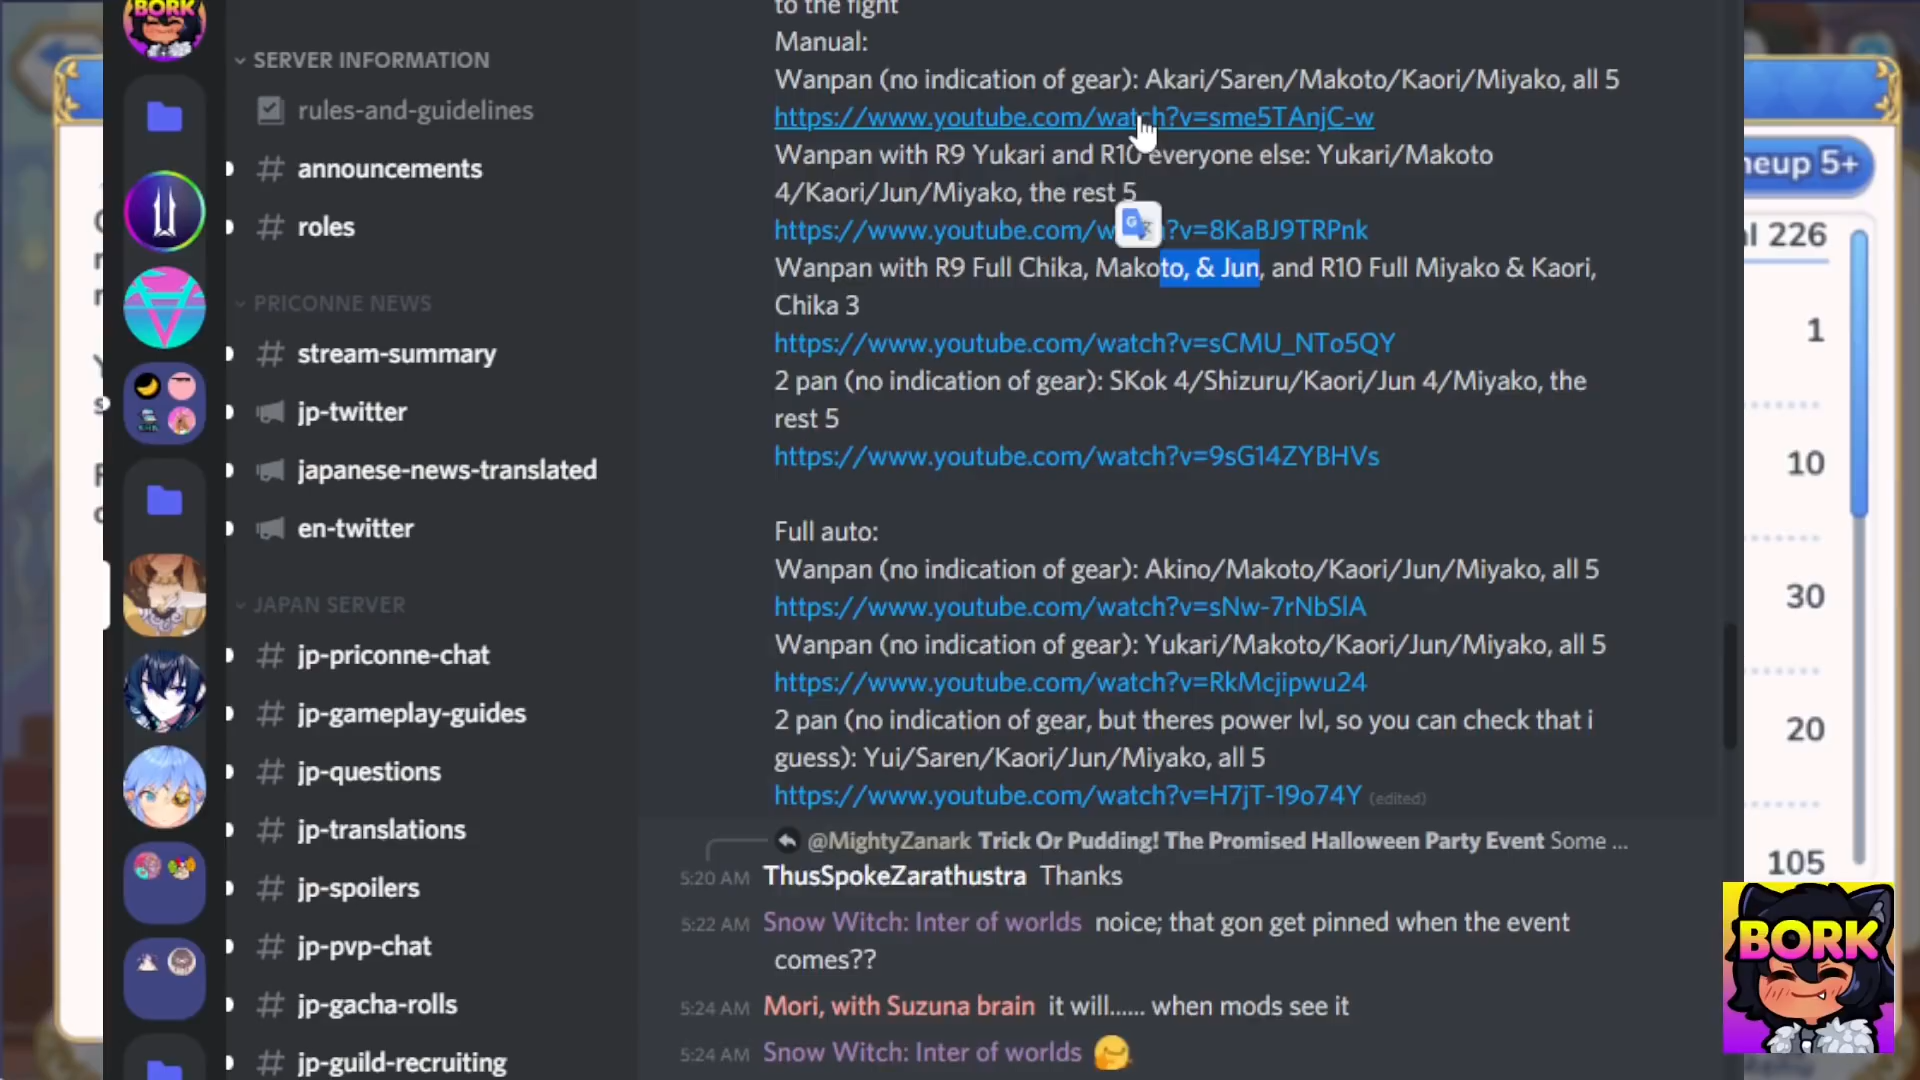 BORK
SERVER INFORMATION
rules-and-guidelines
announcements
roles
PRICONNE NEWS
stream-summary
jp-twitter
japanese-news-translated
en-twitter
JAPAN SERVER
jp-priconne-chat
jp-gameplay-guides
jp-questions
jp-translations
jp-spoilers
jp-pvp-chat
jp-gacha-rolls
jp-guild-recruiting
to the fight
Manual:
Wanpan (no indication of gear): Akari/Saren/Makoto/Kaori/Miyako, all 5
https://www.youtube.com/watch?v=sme5TAnjC-w
Wanpan with R9 Yukari and R10 everyone else: Yukari/Makoto
4/Kaori/Jun/Miyako, the rest 5
https://www.youtube.com/watch?v=8KaBJ9TRPnk
Wanpan with R9 Full Chika, Makoto, & Jun, and R10 Full Miyako & Kaori,
Chika 3
https://www.youtube.com/watch?v=sCMU_NTo5QY
2 pan (no indication of gear): SKok 4/Shizuru/Kaori/Jun 4/Miyako, the
rest 5
https://www.youtube.com/watch?v=9sG14ZYBHVs
Full auto:
Wanpan (no indication of gear): Akino/Makoto/Kaori/Jun/Miyako, all 5
https://www.youtube.com/watch?v=sNw-7rNbSlA
Wanpan (no indication of gear): Yukari/Makoto/Kaori/Jun/Miyako, all 5
https://www.youtube.com/watch?v=RkMcjipwu24
2 pan (no indication of gear, but theres power lvl, so you can check that i
guess): Yui/Saren/Kaori/Jun/Miyako, all 5
https://www.youtube.com/watch?v=H7jT-19o74Y (edited)
@MightyZanark Trick Or Pudding! The Promised Halloween Party Event Some ...
5:20 AM ThusSpokeZarathustra Thanks
5:22 AM Snow Witch: Inter of worlds noice; that gon get pinned when the event
comes??
5:24 AM Mori, with Suzuna brain it will...... when mods see it
5:24 AM Snow Witch: Inter of worlds
5+
226
1
10
30
20
105
BORK